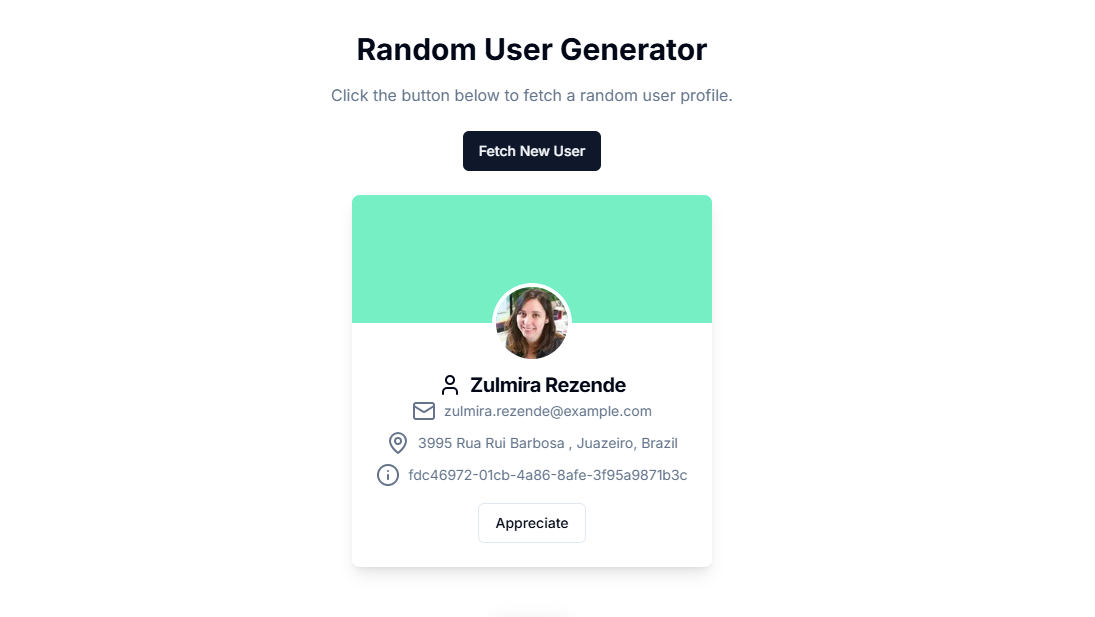 Random User Generator
Click the button below to fetch a random user profile.
Fetch New User
Zulmira Rezende
zulmira.rezende@example.com
3995 Rua Rui Barbosa , Juazeiro, Brazil
fdc46972-01cb-4a86-8afe-3f95a9871b3c
Appreciate